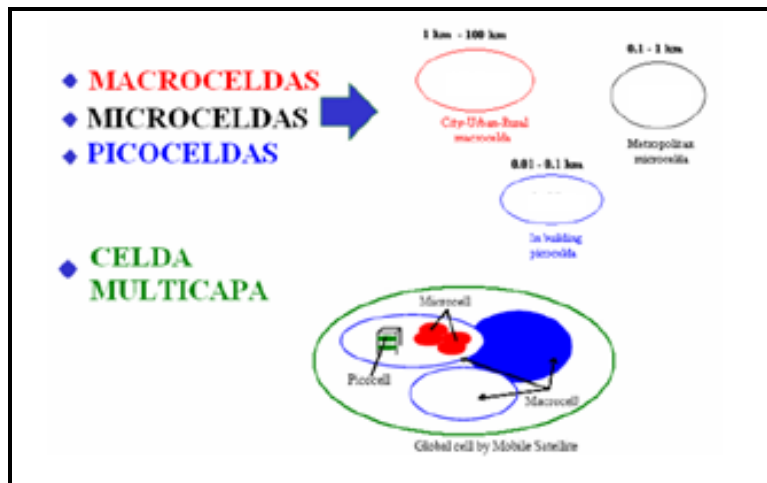 MACROCELDAS
MICROCELDAS
PICOCELDAS
1 km - 100 km
City-Urban-Rural
macrocelda
0.1 - 1 km
Metropolitan
microcelda
0.01 - 0.1 km
In building
picocelda
CELDA
MULTICAPA
Microcell
Picocell
Macrocell
Global cell by Mobile Satellite